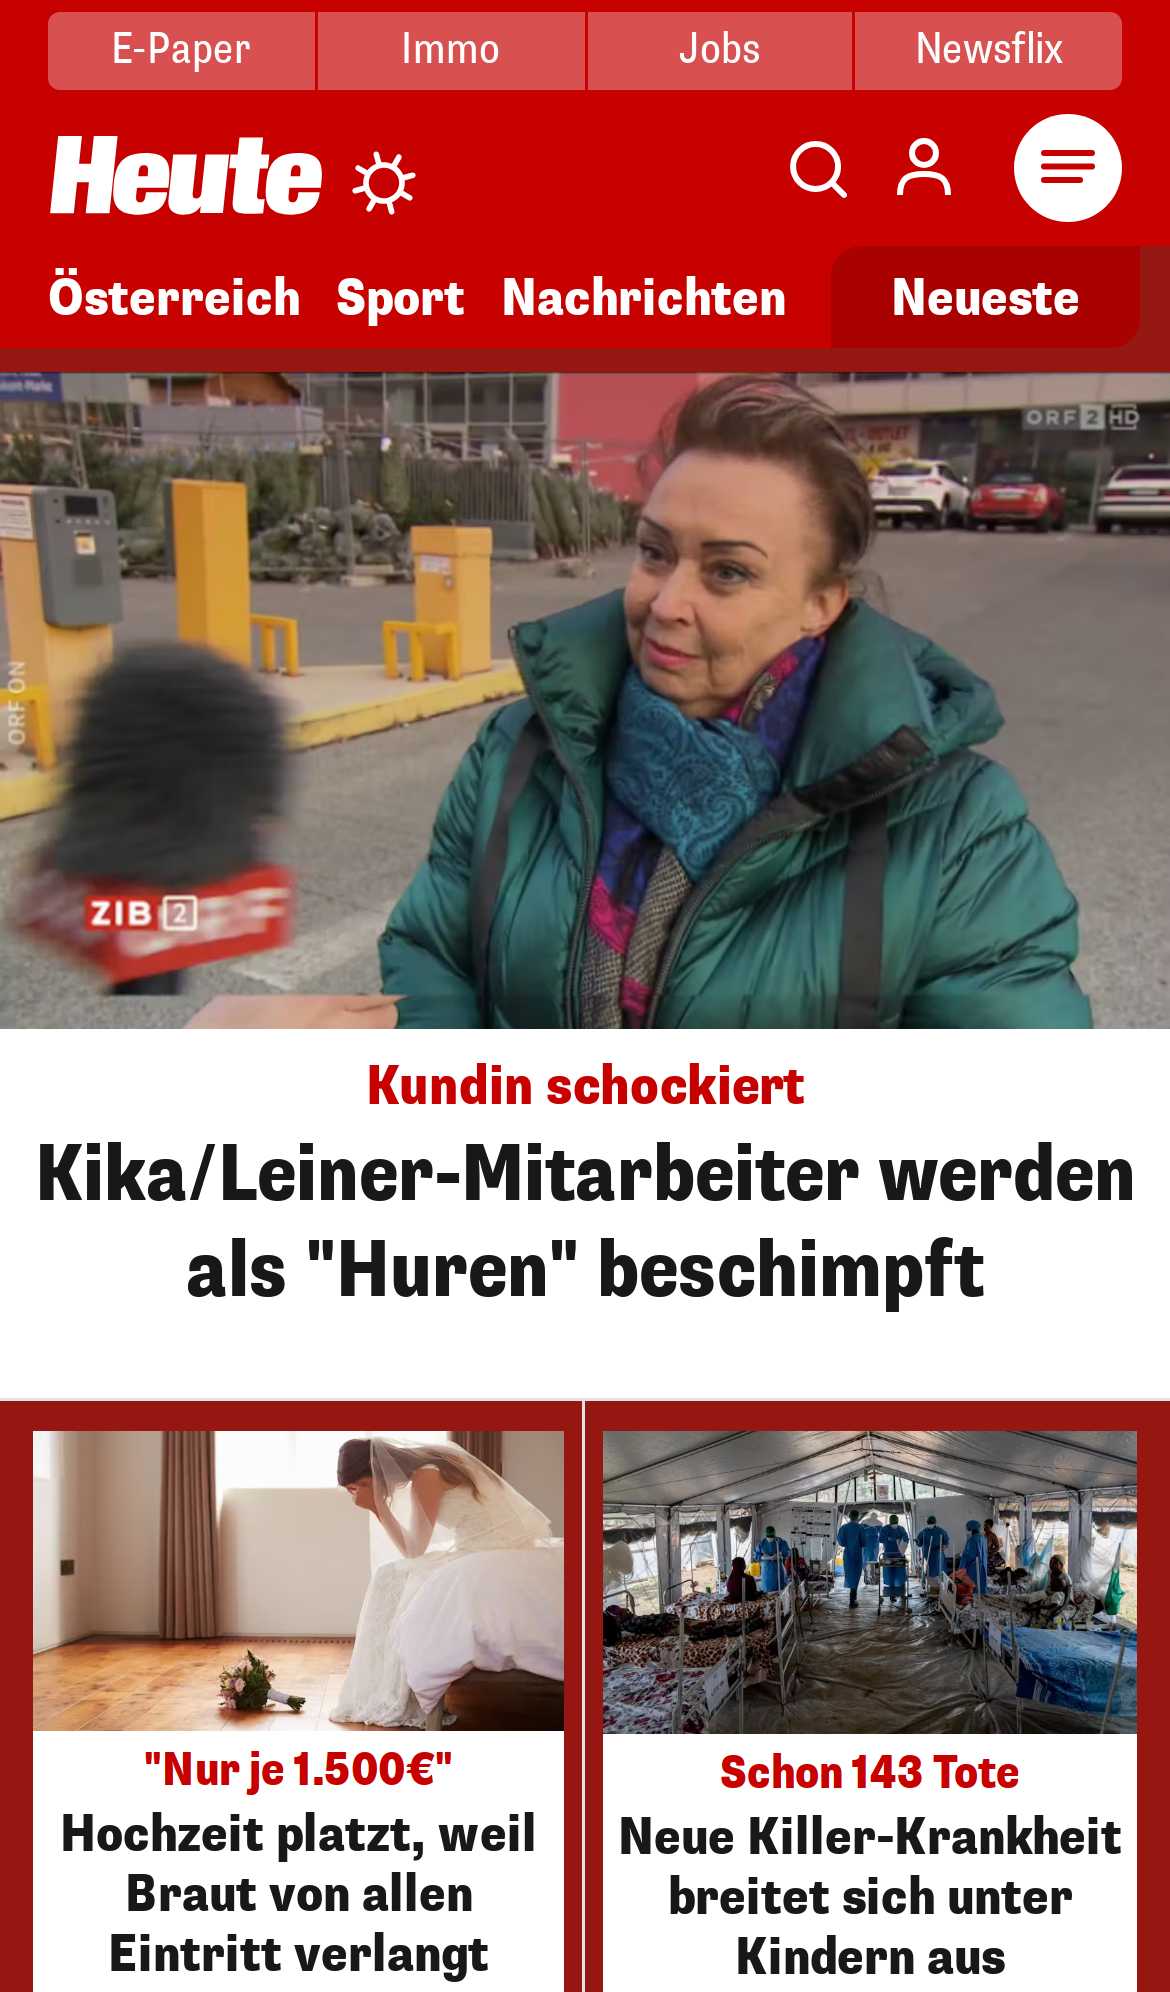 E-Paper
Immo
Jobs
Newsflix
Heute
Österreich
Sport
Nachrichten
Neueste
ORF 2 HD
ORF ON
ZIB 2
Kundin schockiert
Kika/Leiner-Mitarbeiter werden
als "Huren" beschimpft
"Nur je 1.500€"
Hochzeit platzt, weil
Braut von allen
Eintritt verlangt
Schon 143 Tote
Neue Killer-Krankheit
breitet sich unter
Kindern aus